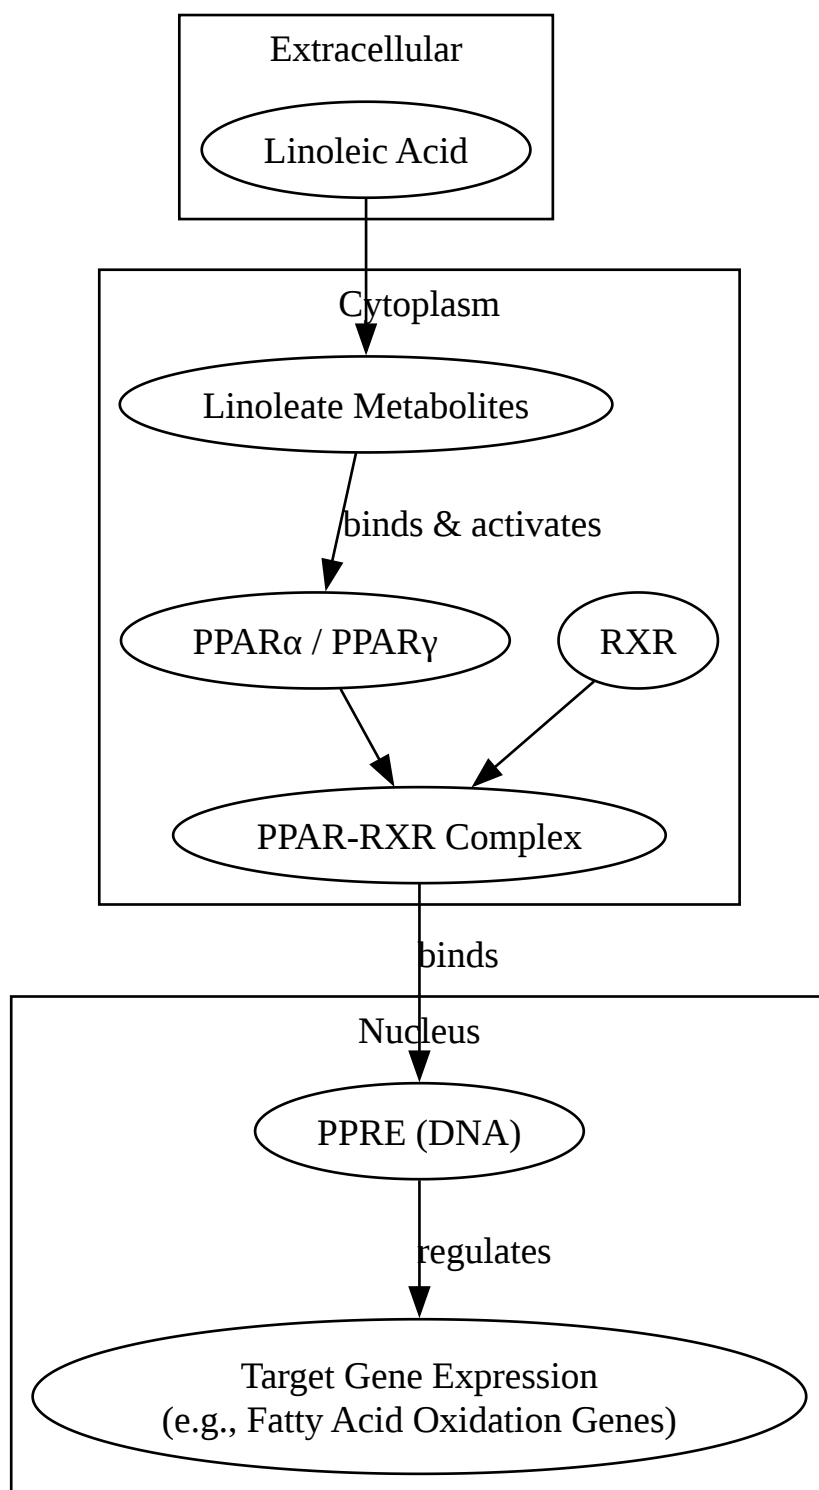 Extracellular
Linoleic Acid
Cytoplasm
Linoleate Metabolites
binds & activates
PPARα / PPARγ
RXR
PPAR-RXR Complex
binds
Nucleus
PPRE (DNA)
regulates
Target Gene Expression
(e.g., Fatty Acid Oxidation Genes)